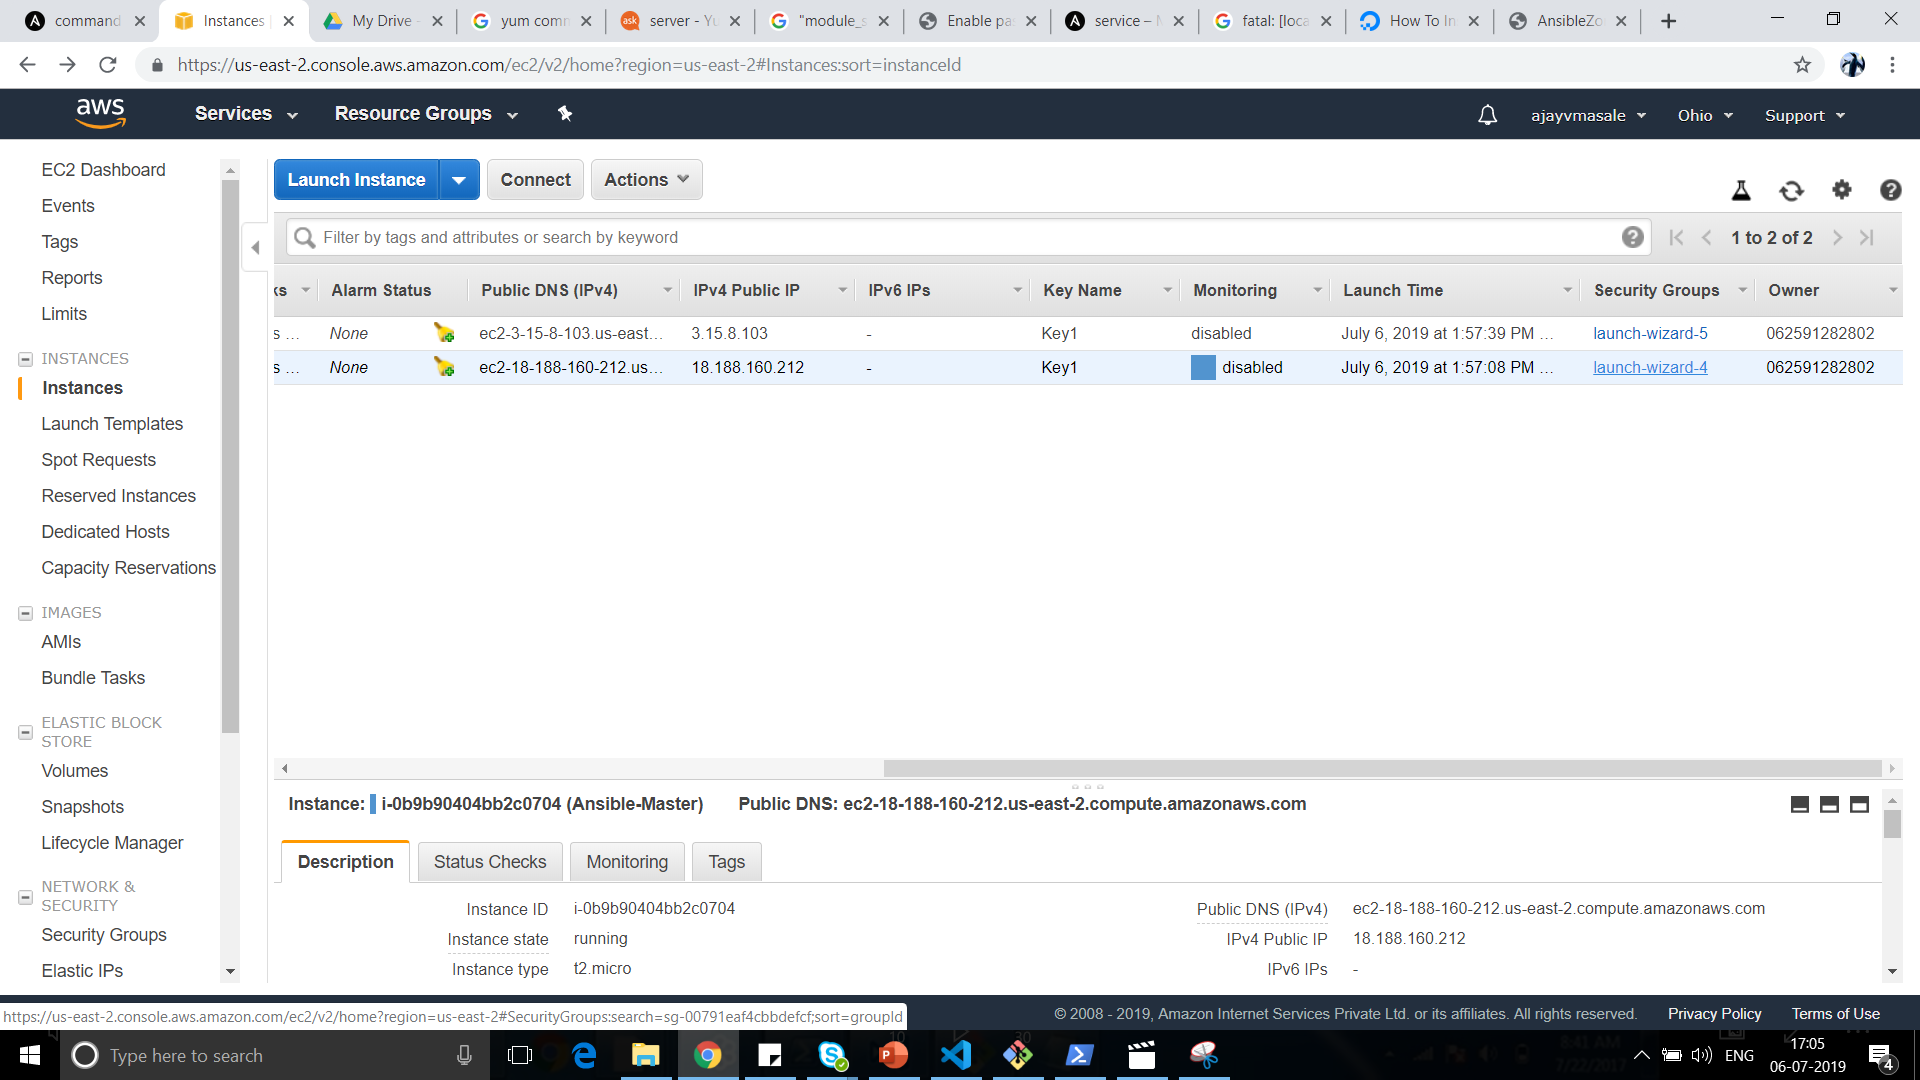 command
Instances |
My Drive -
yum comm
server - Yu
"module_s
Enable pa
service – M
fatal: [loca
How To In
AnsibleZo
https://us-east-2.console.aws.amazon.com/ec2/v2/home?region=us-east-2#Instances:sort=instanceId
aws
Services
Resource Groups
ajayvmasale
Ohio
Support
EC2 Dashboard
Events
Tags
Reports
Limits
INSTANCES
Instances
Launch Templates
Spot Requests
Reserved Instances
Dedicated Hosts
Capacity Reservations
IMAGES
AMIs
Bundle Tasks
ELASTIC BLOCK
STORE
Volumes
Snapshots
Lifecycle Manager
NETWORK &
SECURITY
Security Groups
Elastic IPs
Launch Instance
Connect
Actions
Filter by tags and attributes or search by keyword
1 to 2 of 2
ks Alarm Status Public DNS (IPv4) IPv4 Public IP IPv6 IPs Key Name Monitoring Launch Time Security Groups Owner
s ... None ec2-3-15-8-103.us-east... 3.15.8.103 - Key1 disabled July 6, 2019 at 1:57:39 PM ... launch-wizard-5 062591282802
s ... None ec2-18-188-160-212.us... 18.188.160.212 - Key1 disabled July 6, 2019 at 1:57:08 PM ... launch-wizard-4 062591282802
Instance: i-0b9b90404bb2c0704 (Ansible-Master) Public DNS: ec2-18-188-160-212.us-east-2.compute.amazonaws.com
Description
Status Checks
Monitoring
Tags
Instance ID i-0b9b90404bb2c0704 Public DNS (IPv4) ec2-18-188-160-212.us-east-2.compute.amazonaws.com
Instance state running IPv4 Public IP 18.188.160.212
Instance type t2.micro IPv6 IPs -
https://us-east-2.console.aws.amazon.com/ec2/v2/home?region=us-east-2#SecurityGroups:search=sg-00791eaf4cbbdefcf;sort=groupId
© 2008 - 2019, Amazon Internet Services Private Ltd. or its affiliates. All rights reserved. Privacy Policy Terms of Use
Type here to search
ENG
17:05
06-07-2019
4